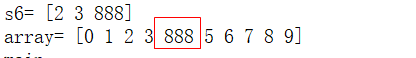 s6= [2 3 888]
array= [0 1 2 3 888 5 6 7 8 9]